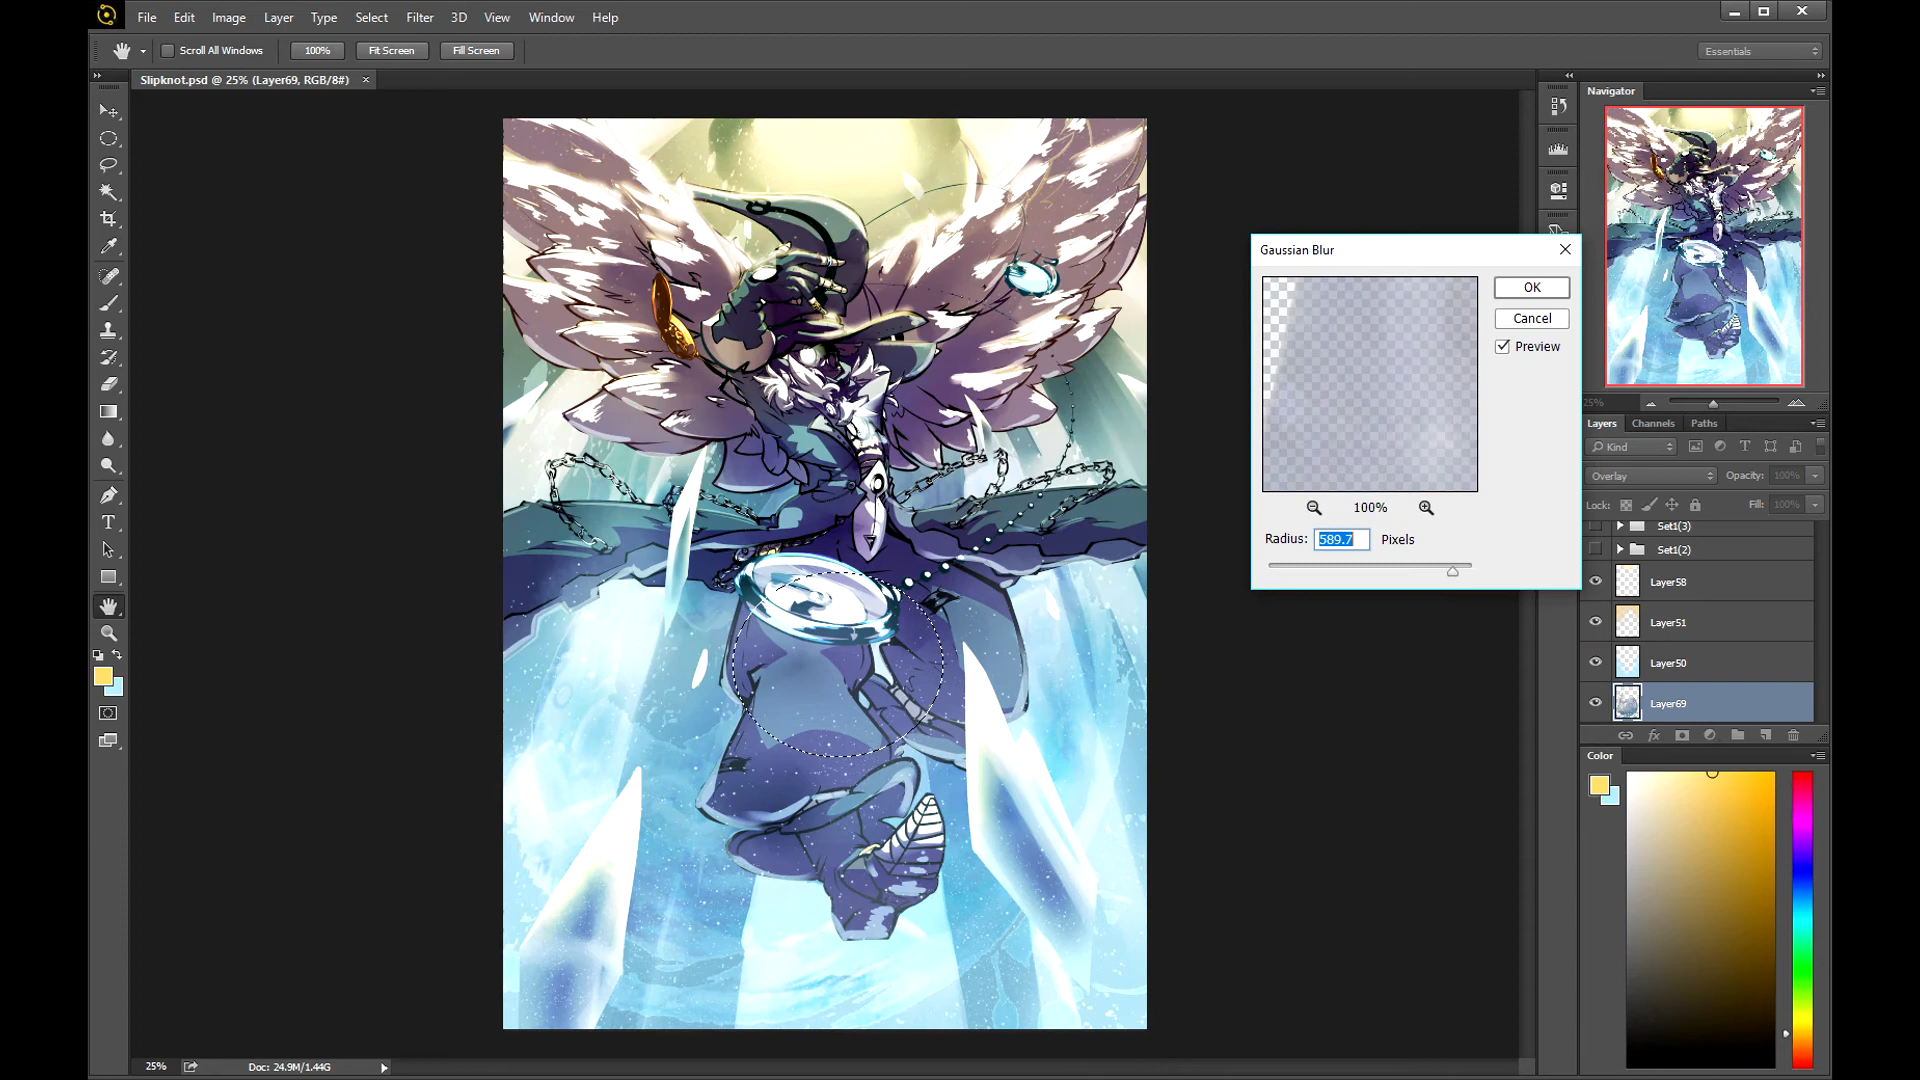 File Edit Image Layer Type Select Filter 3D View Window Help
Scroll All Windows 100% Fit Screen Fill Screen Essentials
Slipknot.psd @ 25% (Layer69, RGB/8#) ×
Navigator
Gaussian Blur
OK
Cancel
Preview
100%
Radius: 589.7 Pixels
25%
Layers Channels Paths
Kind
Overlay Opacity: 100%
Lock: Fill: 100%
Set1(3)
Set1(2)
Layer58
Layer51
Layer50
Layer69
fx
Color
25% Doc: 24.9M/1.44G